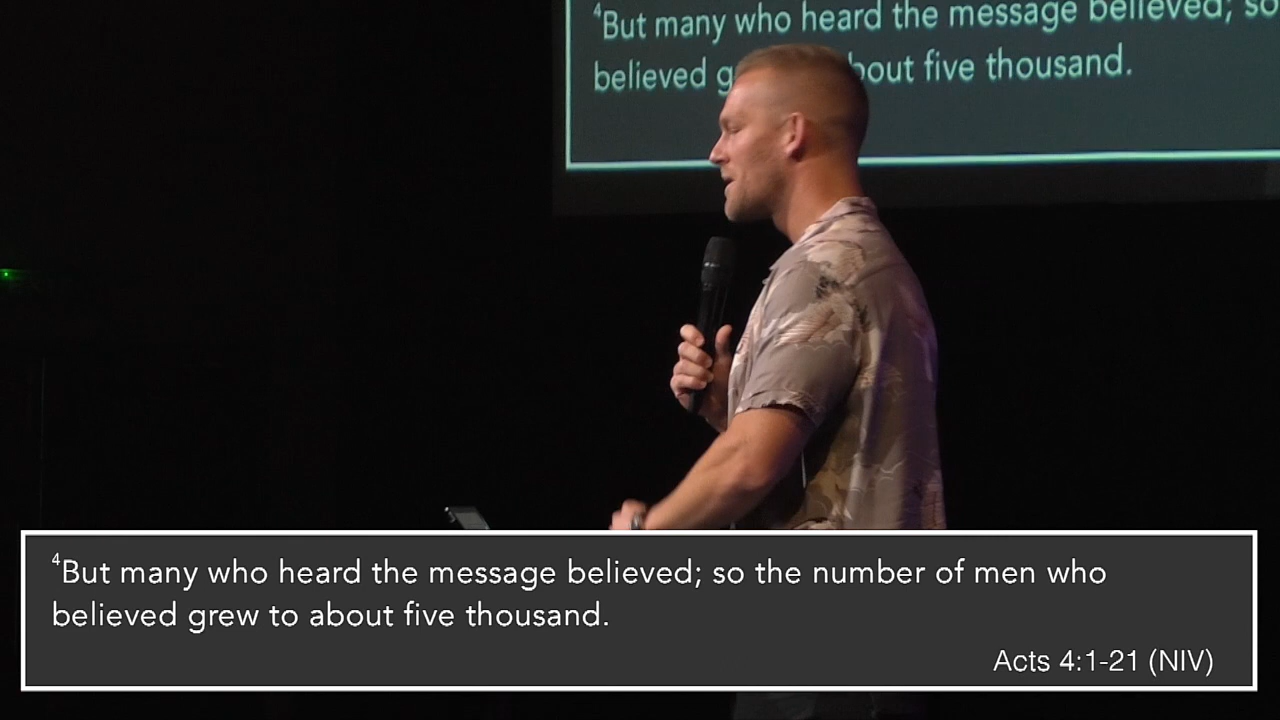 ⁴But many who heard the message believed; so
believed g bout five thousand.
⁴But many who heard the message believed; so the number of men who
believed grew to about five thousand.
Acts 4:1-21 (NIV)